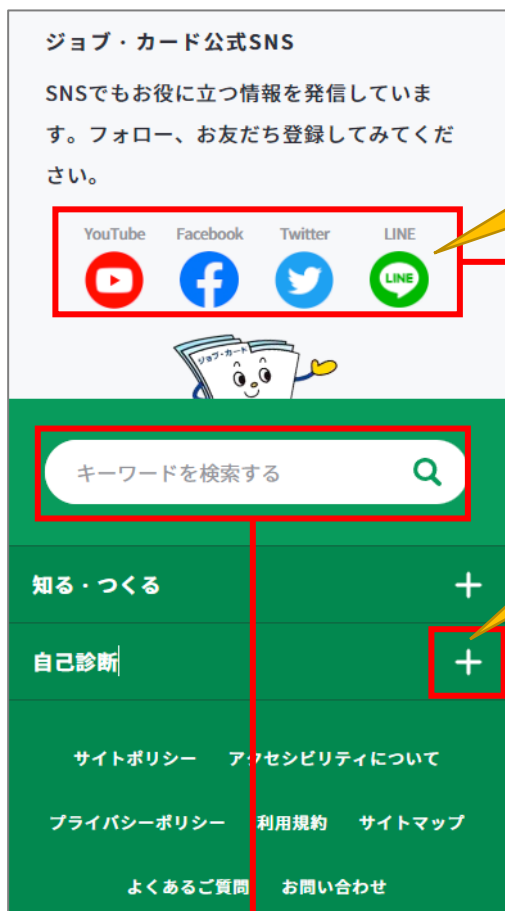 ジョブ・カード公式SNS
SNSでもお役に立つ情報を発信していま
す。フォロー、お友だち登録してみてくだ
さい。
YouTube Facebook Twitter LINE
LINE
ジョブ・カード
キーワードを検索する
知る・つくる
自己診断
サイトポリシー アクセシビリティについて
プライバシーポリシー 利用規約 サイトマップ
よくあるご質問 お問い合わせ